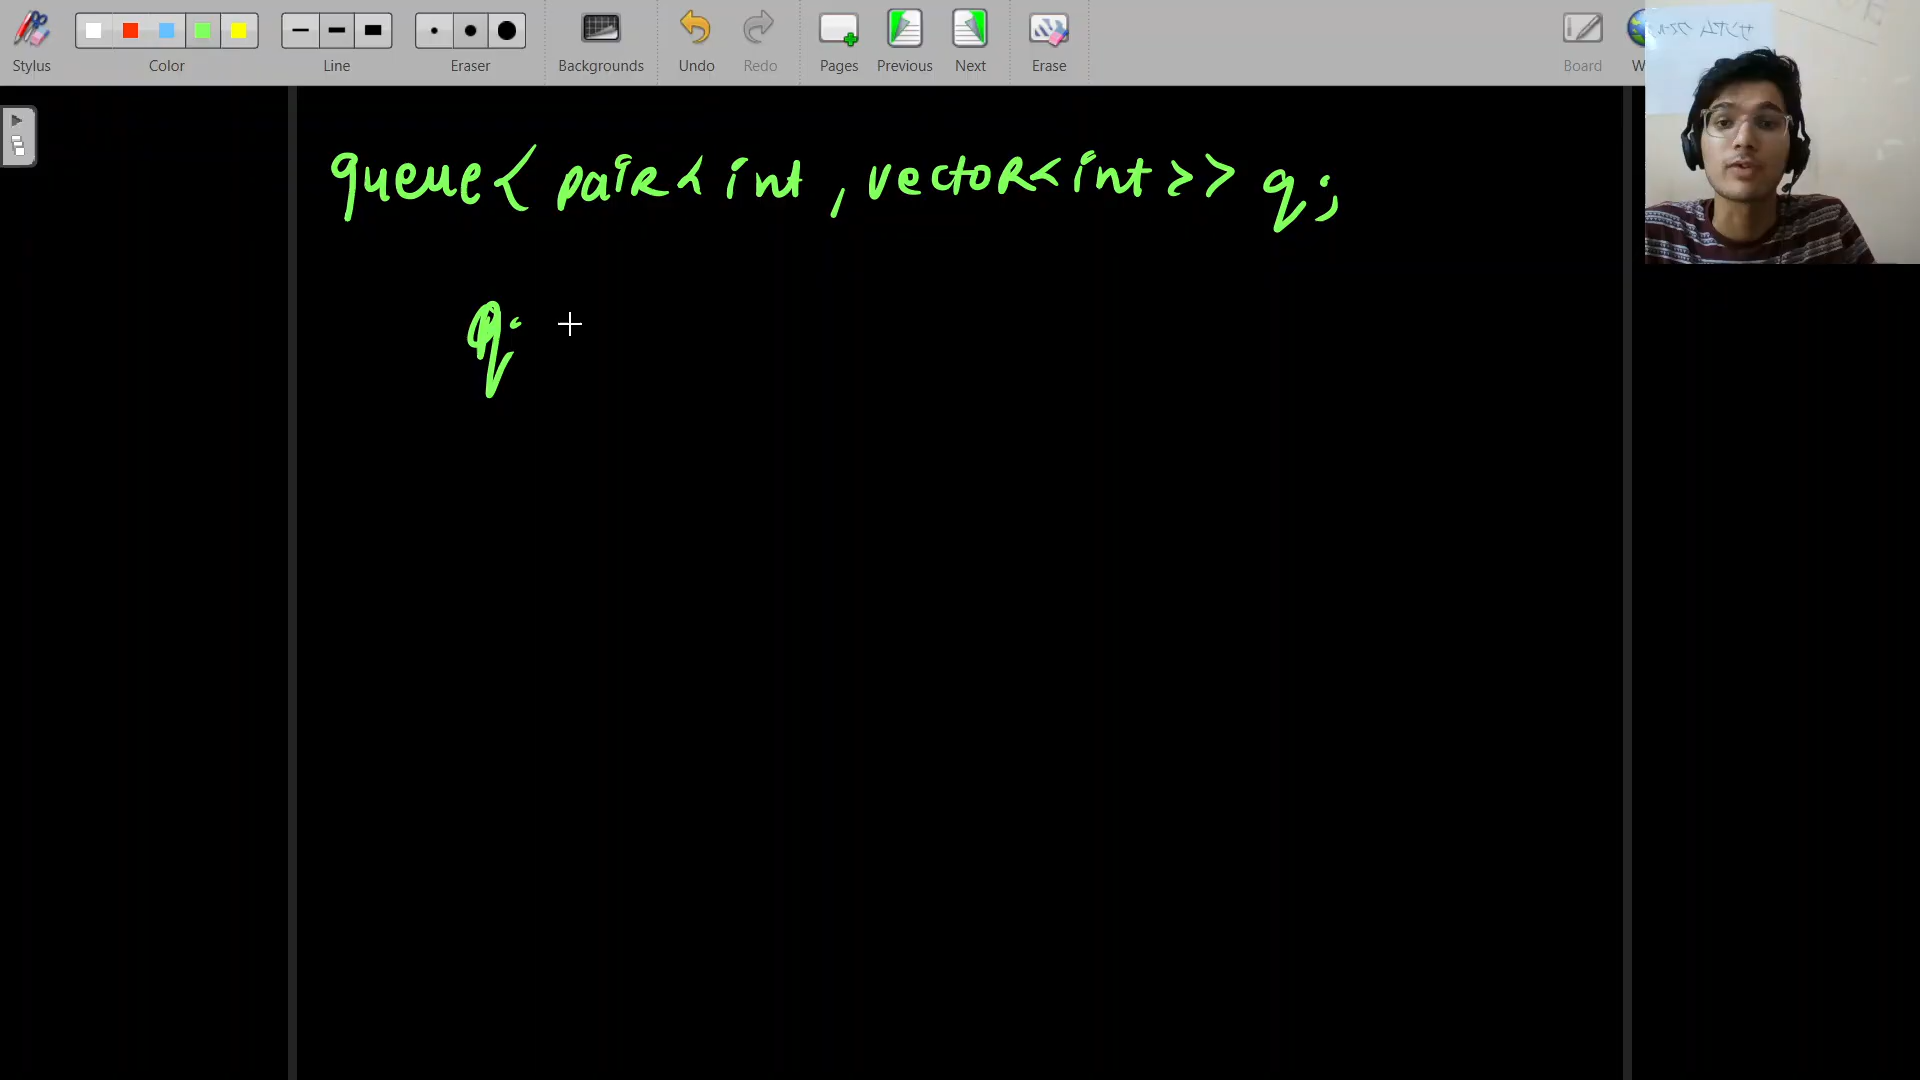 Stylus Color Line Eraser Backgrounds Undo Redo Pages Previous Next Erase Board W
queue< pair< int , vector<int>> q;
q.